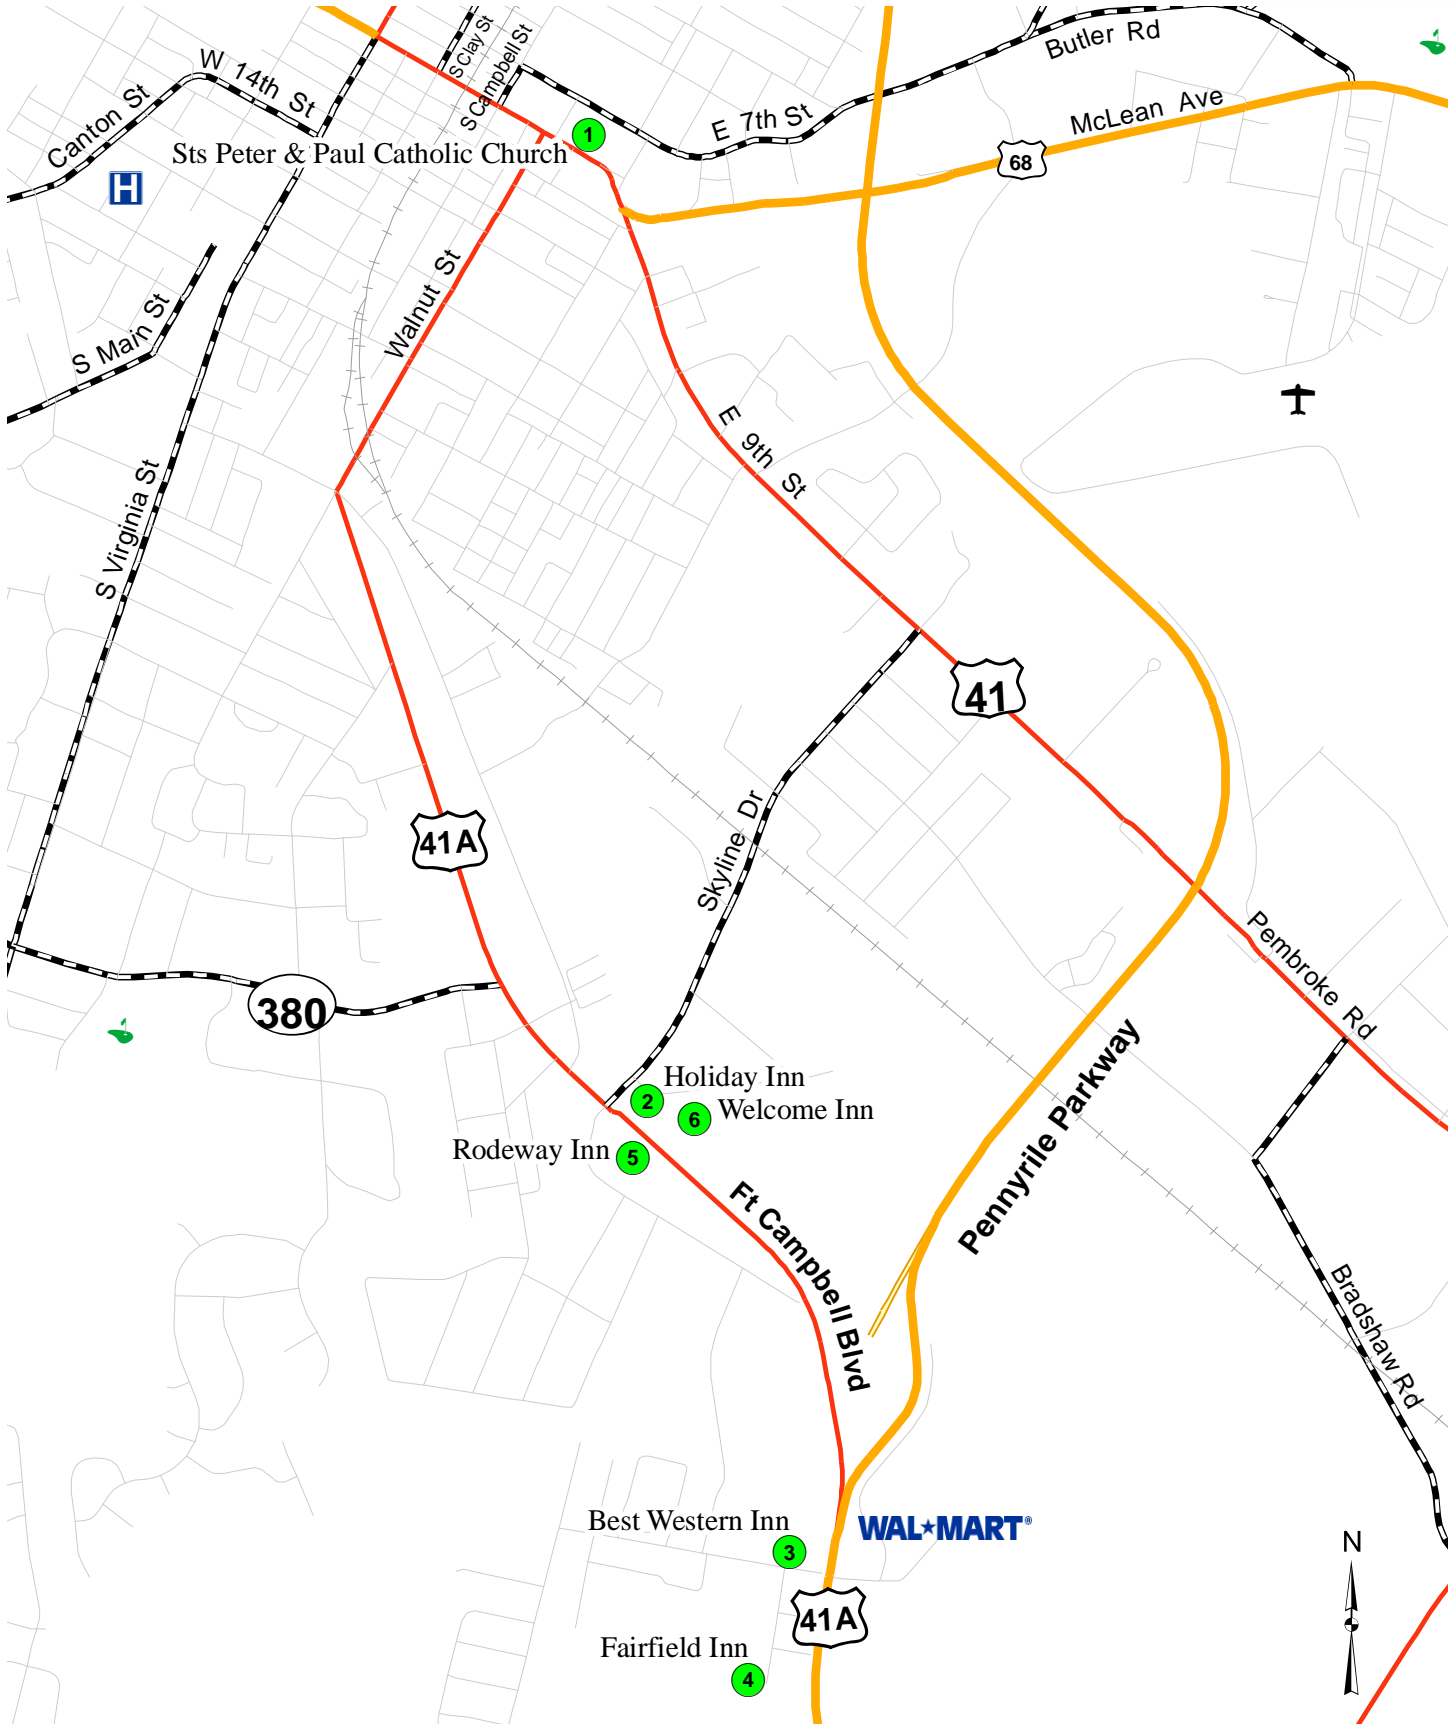 S Clay St
S Campbell St
Butler Rd
W 14th St
Canton St
E 7th St
McLean Ave
1
Sts Peter & Paul Catholic Church
68
H
Walnut St
S Main St
E 9th St
S Virginia St
41
41A
Skyline Dr
Pembroke Rd
380
Pennyrile Parkway
Holiday Inn
2
6
Welcome Inn
Rodeway Inn
5
Ft Campbell Blvd
Bradshaw Rd
Best Western Inn
3
WAL★MART®
N
41A
Fairfield Inn
4